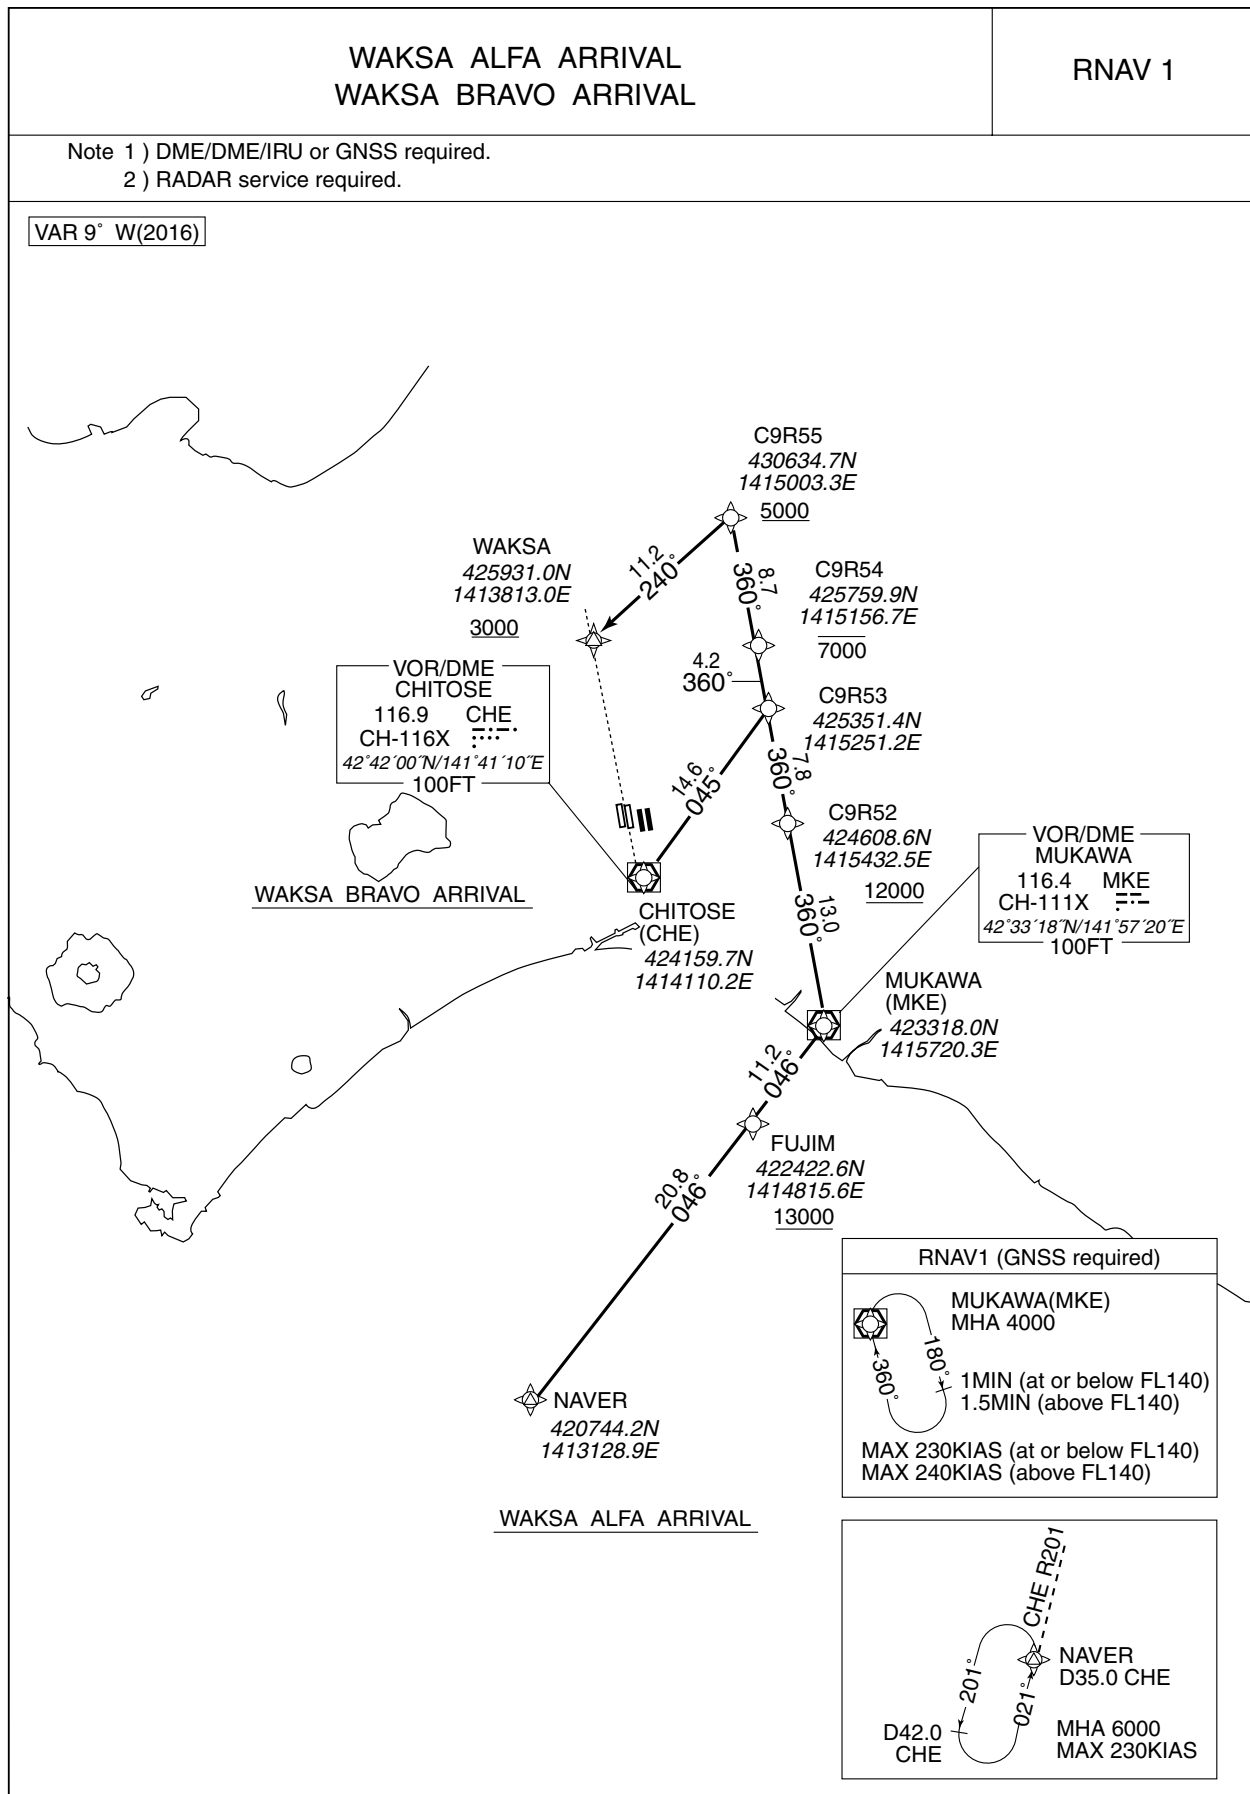 WAKSA ALFA ARRIVAL
WAKSA BRAVO ARRIVAL
RNAV 1
Note 1 ) DME/DME/IRU or GNSS required.
2 ) RADAR service required.
VAR 9° W(2016)
C9R55
430634.7N
1415003.3E
5000
WAKSA
425931.0N
1413813.0E
3000
11.2
240°
8.7
360°
C9R54
425759.9N
1415156.7E
7000
4.2
360°
VOR/DME
CHITOSE
116.9 CHE
CH-116X
42°42´00˝N/141°41´10˝E
100FT
C9R53
425351.4N
1415251.2E
7.8
360°
14.6
045°
C9R52
424608.6N
1415432.5E
12000
VOR/DME
MUKAWA
116.4 MKE
CH-111X
42°33´18˝N/141°57´20˝E
100FT
WAKSA BRAVO ARRIVAL
CHITOSE
(CHE)
424159.7N
1414110.2E
13.0
360°
MUKAWA
(MKE)
423318.0N
1415720.3E
11.2
046°
FUJIM
422422.6N
1414815.6E
13000
20.8
046°
NAVER
420744.2N
1413128.9E
WAKSA ALFA ARRIVAL
RNAV1 (GNSS required)
MUKAWA(MKE)
MHA 4000
180°
360°
1MIN (at or below FL140)
1.5MIN (above FL140)
MAX 230KIAS (at or below FL140)
MAX 240KIAS (above FL140)
CHE R201
NAVER
D35.0 CHE
201°
021°
D42.0
CHE
MHA 6000
MAX 230KIAS